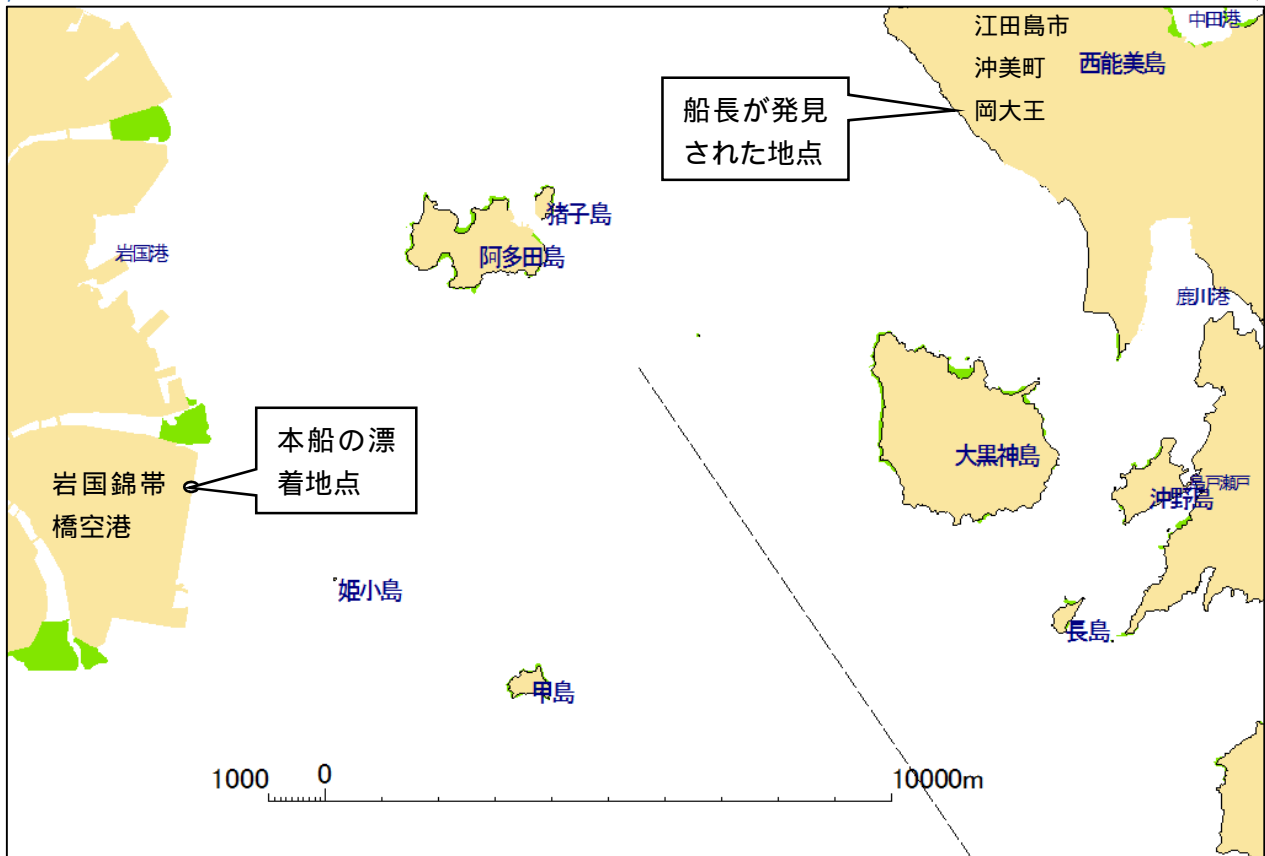 江田島市
沖美町
岡大王
中田港
西能美島
船長が発見
された地点
猪子島
阿多田島
岩国港
鹿川港
本船の漂
着地点
岩国錦帯
橋空港
大黒神島
沖野島
瀬戸
姫小島
長島
甲島
1000 0 10000m